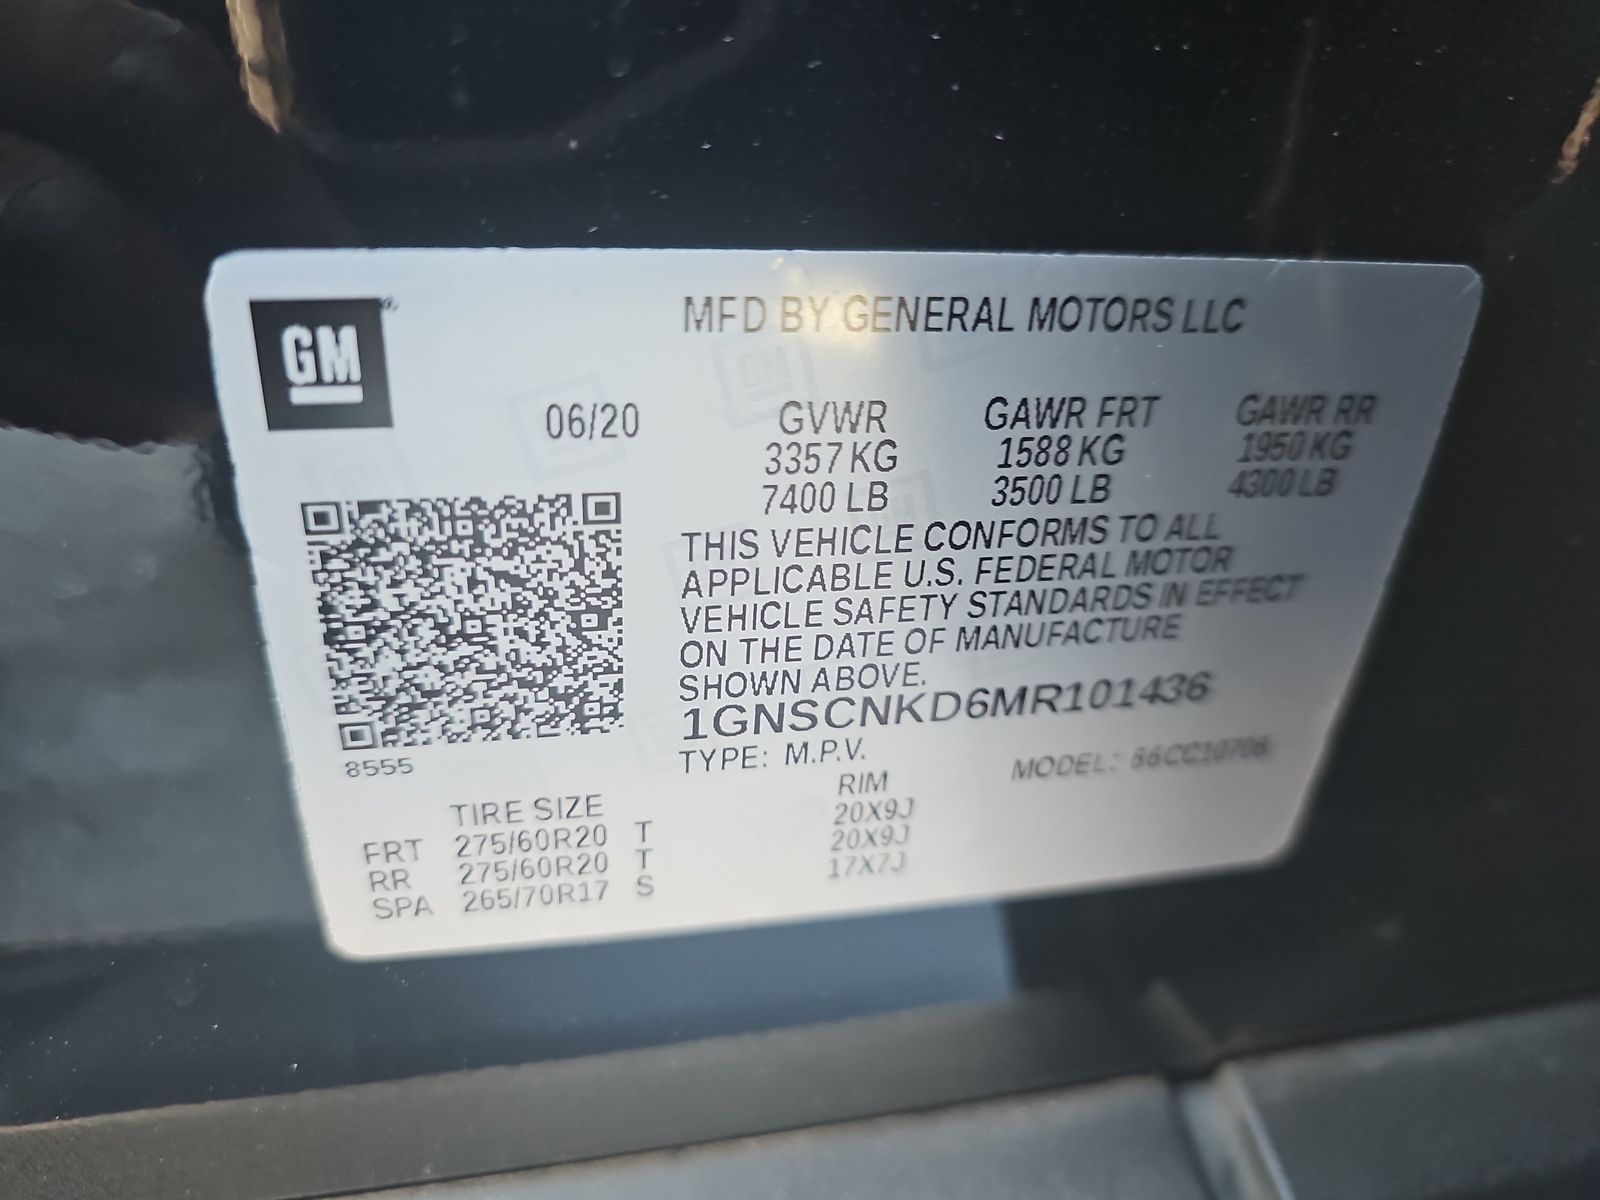 GM
MFD BY GENERAL MOTORS LLC
06/20
GVWR GAWR FRT GAWR RR
3357 KG 1588 KG 1950 KG
7400 LB 3500 LB 4300 LB
THIS VEHICLE CONFORMS TO ALL
APPLICABLE U.S. FEDERAL MOTOR
VEHICLE SAFETY STANDARDS IN EFFECT
ON THE DATE OF MANUFACTURE
SHOWN ABOVE.
1GNSCNKD6MR101436
8555
TYPE: M.P.V. MODEL:
TIRE SIZE RIM
FRT 275/60R20 T 20X9J
RR 275/60R20 T 20X9J
SPA 265/70R17 S 17X7J